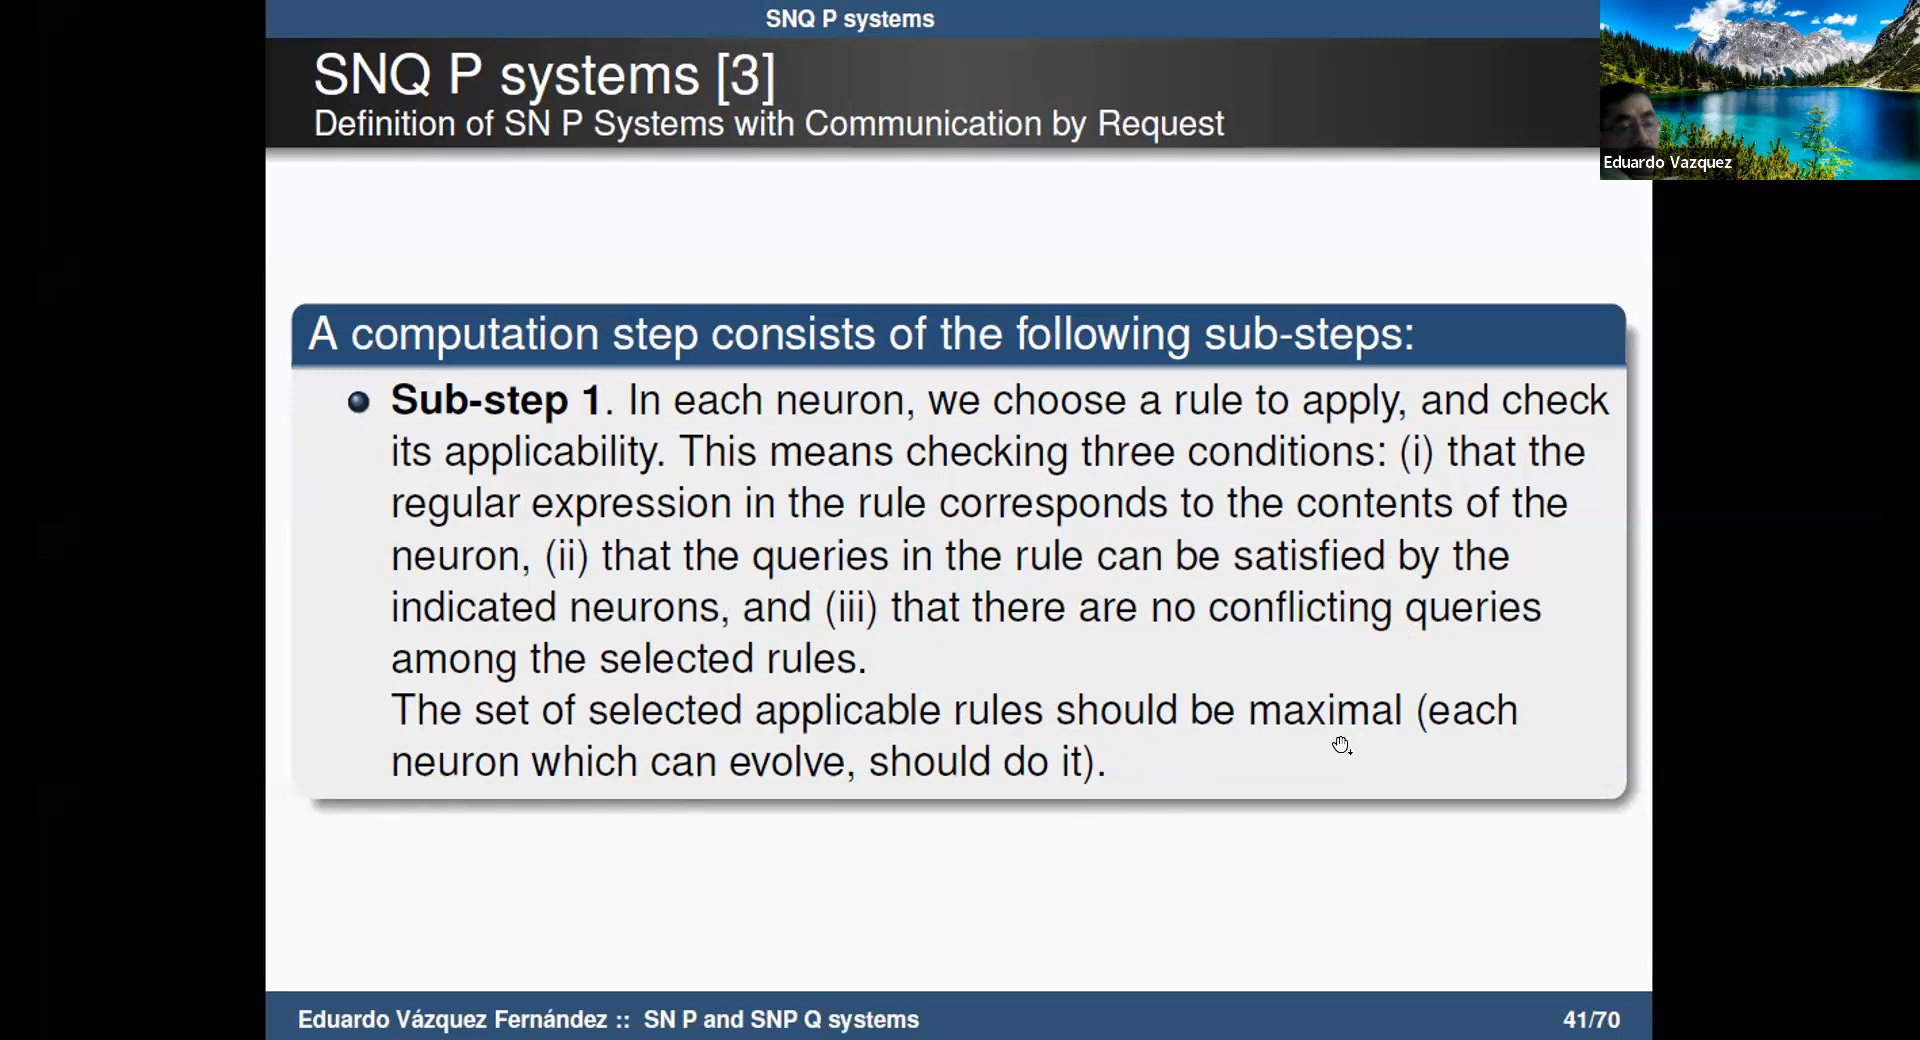 SNQ P systems
SNQ P systems [3]
Definition of SN P Systems with Communication by Request
Eduardo Vazquez
A computation step consists of the following sub-steps:
Sub-step 1. In each neuron, we choose a rule to apply, and check
its applicability. This means checking three conditions: (i) that the
regular expression in the rule corresponds to the contents of the
neuron, (ii) that the queries in the rule can be satisfied by the
indicated neurons, and (iii) that there are no conflicting queries
among the selected rules.
The set of selected applicable rules should be maximal (each
neuron which can evolve, should do it).
Eduardo Vázquez Fernández :: SN P and SNP Q systems
41/70